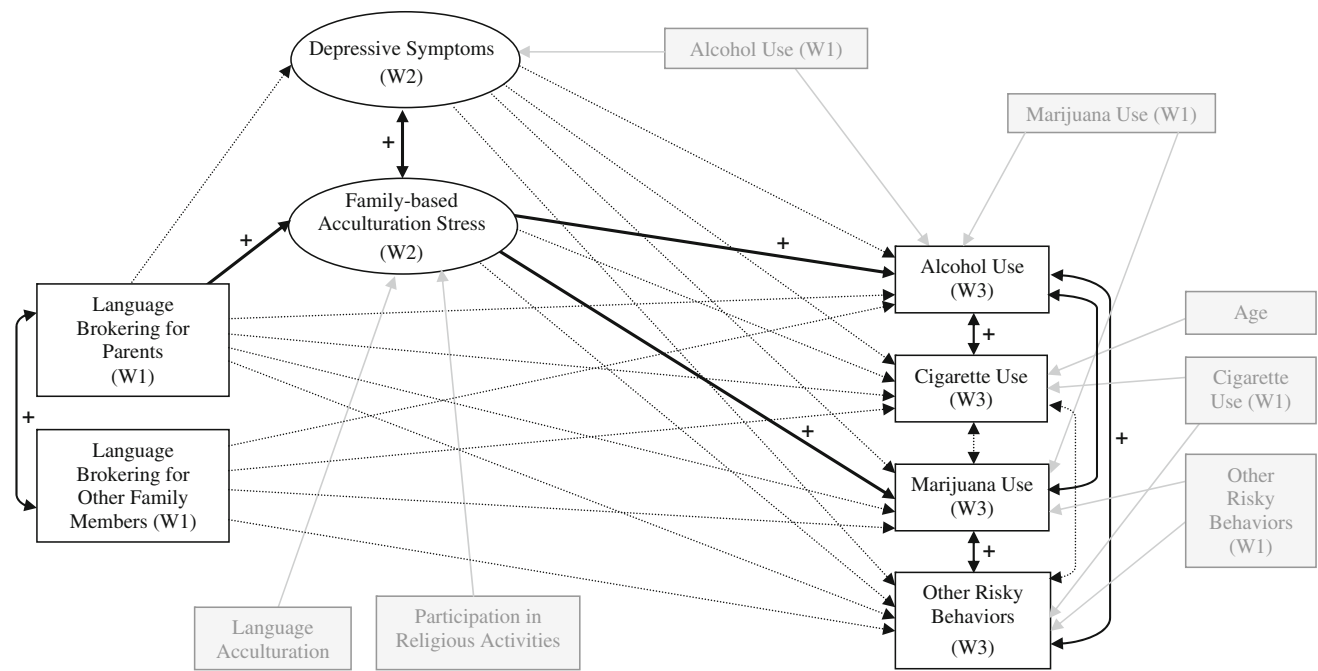 Depressive Symptoms
(W2)
Alcohol Use (W1)
Marijuana Use (W1)
+
Family-based
Acculturation Stress
(W2)
+
+
Alcohol Use
(W3)
Language
Brokering for
Parents
(W1)
Age
+
Cigarette Use
(W3)
Cigarette
Use (W1)
+
+
+
Language
Brokering for
Other Family
Members (W1)
Marijuana Use
(W3)
Other
Risky
Behaviors
(W1)
+
Other Risky
Behaviors
(W3)
Language
Acculturation
Participation in
Religious Activities